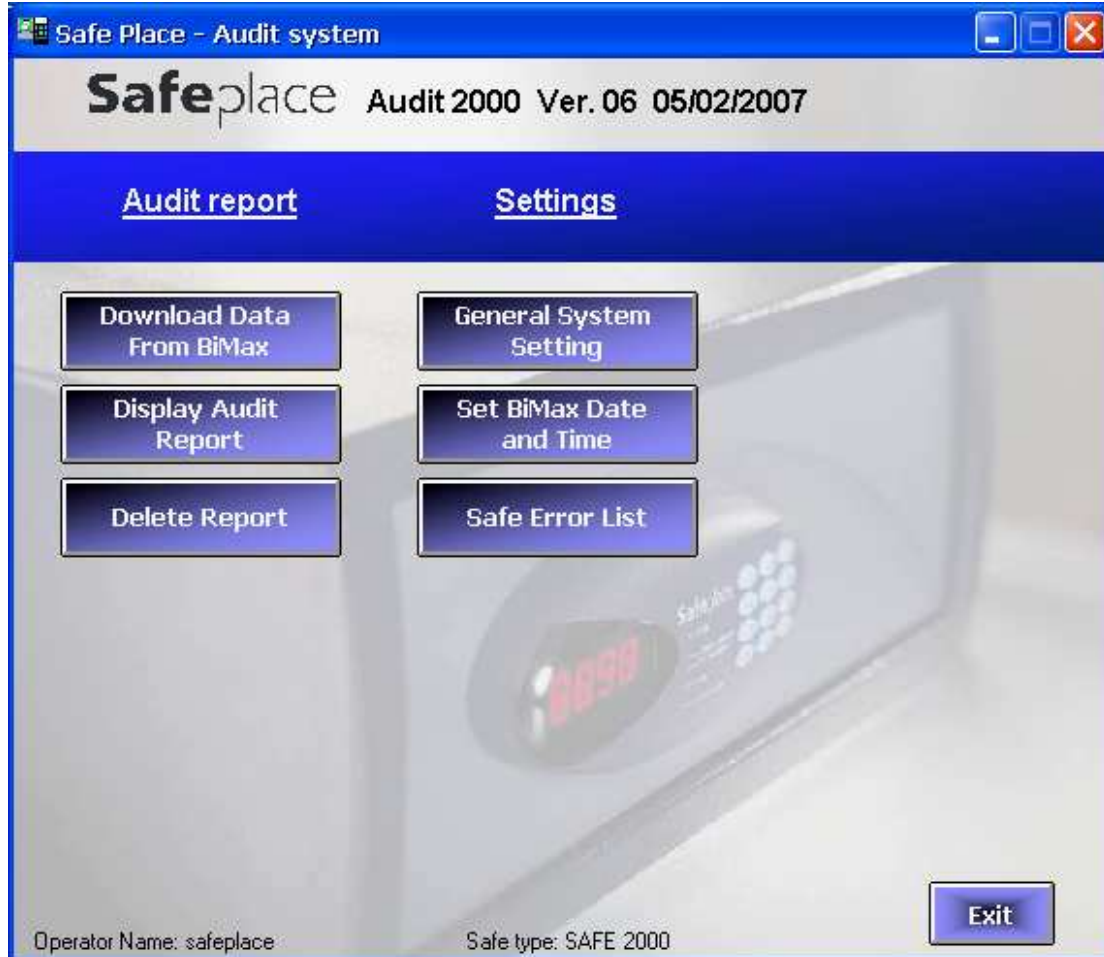 Safe Place - Audit system
Safeplace Audit 2000 Ver. 06 05/02/2007
Audit report
Settings
Download Data
From BiMax
General System
Setting
Display Audit
Report
Set BiMax Date
and Time
Delete Report
Safe Error List
Safeplace
Exit
Operator Name: safeplace
Safe type: SAFE 2000